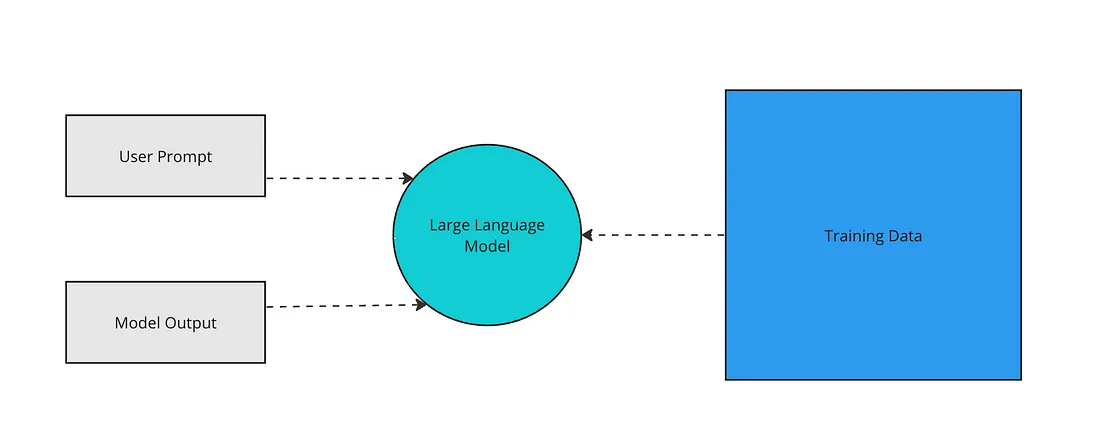 User Prompt
Large Language
Model
Training Data
Model Output